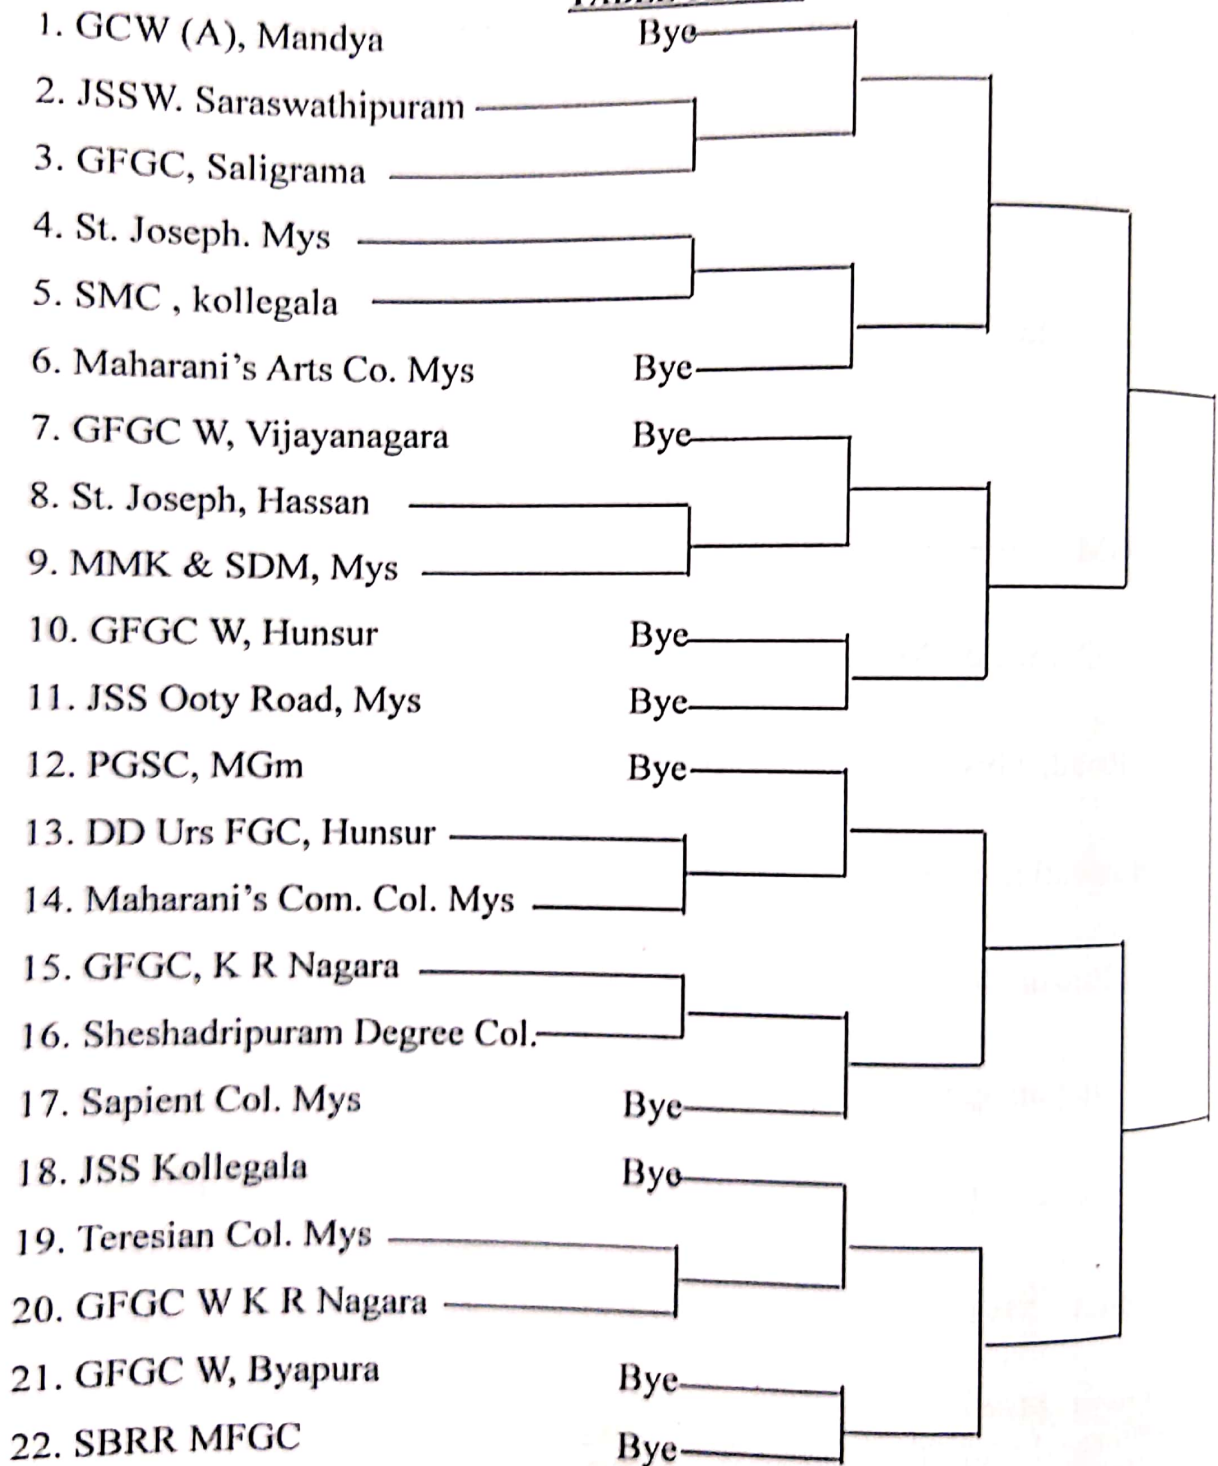 1. GCW (A), Mandya Bye
2. JSSW. Saraswathipuram
3. GFGC, Saligrama
4. St. Joseph. Mys
5. SMC , kollegala
6. Maharani's Arts Co. Mys Bye
7. GFGC W, Vijayanagara Bye
8. St. Joseph, Hassan
9. MMK & SDM, Mys
10. GFGC W, Hunsur Bye
11. JSS Ooty Road, Mys Bye
12. PGSC, MGm Bye
13. DD Urs FGC, Hunsur
14. Maharani's Com. Col. Mys
15. GFGC, K R Nagara
16. Sheshadripuram Degree Col.
17. Sapient Col. Mys Bye
18. JSS Kollegala Bye
19. Teresian Col. Mys
20. GFGC W K R Nagara
21. GFGC W, Byapura Bye
22. SBRR MFGC Bye